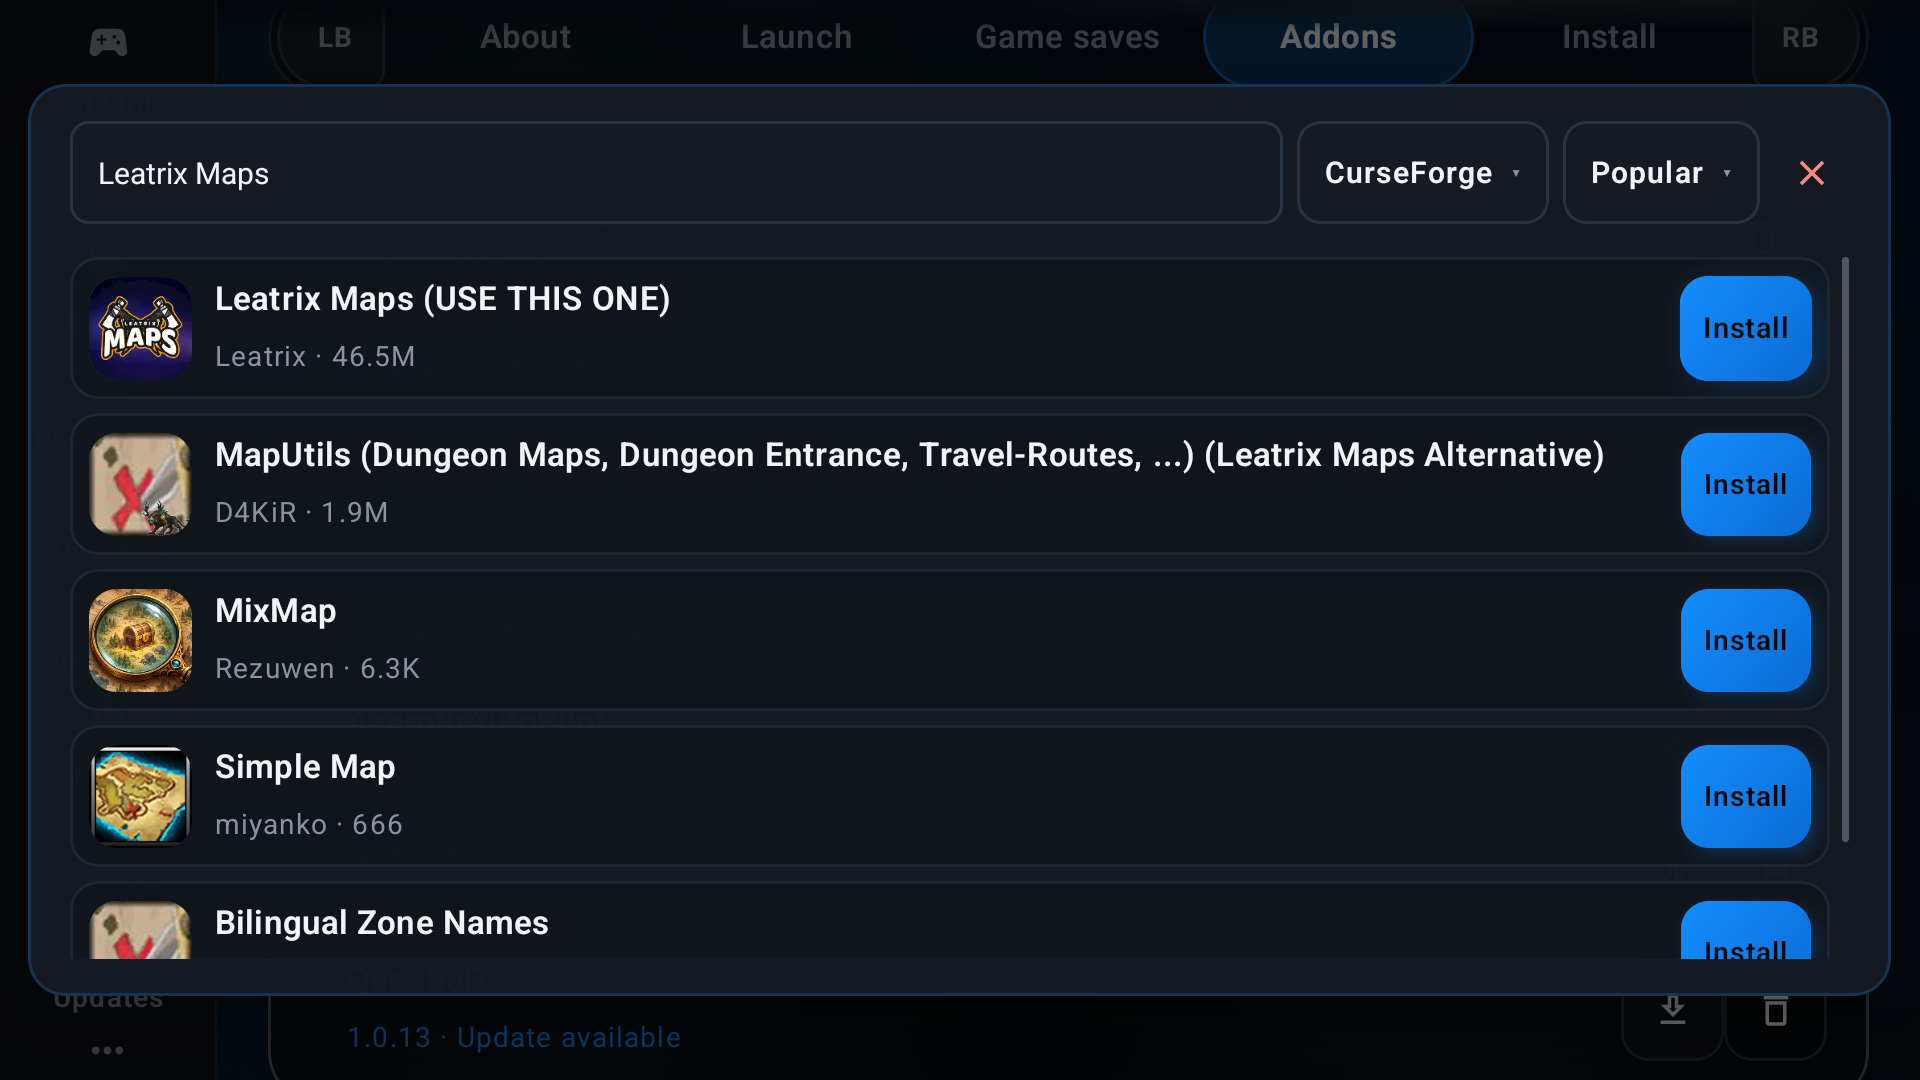 LB
About
Launch
Game saves
Addons
Install
RB
Steam
Leatrix Maps
CurseForge
Popular
LEATRIX
MAPS
Leatrix Maps (USE THIS ONE)
Leatrix · 46.5M
Install
MapUtils (Dungeon Maps, Dungeon Entrance, Travel-Routes, ...) (Leatrix Maps Alternative)
D4KiR · 1.9M
Install
MixMap
Rezuwen · 6.3K
Install
AzerothAutoPilot
Simple Map
miyanko · 666
Install
Bilingual Zone Names
Install
QuestieDB
Updates
1.0.13 · Update available